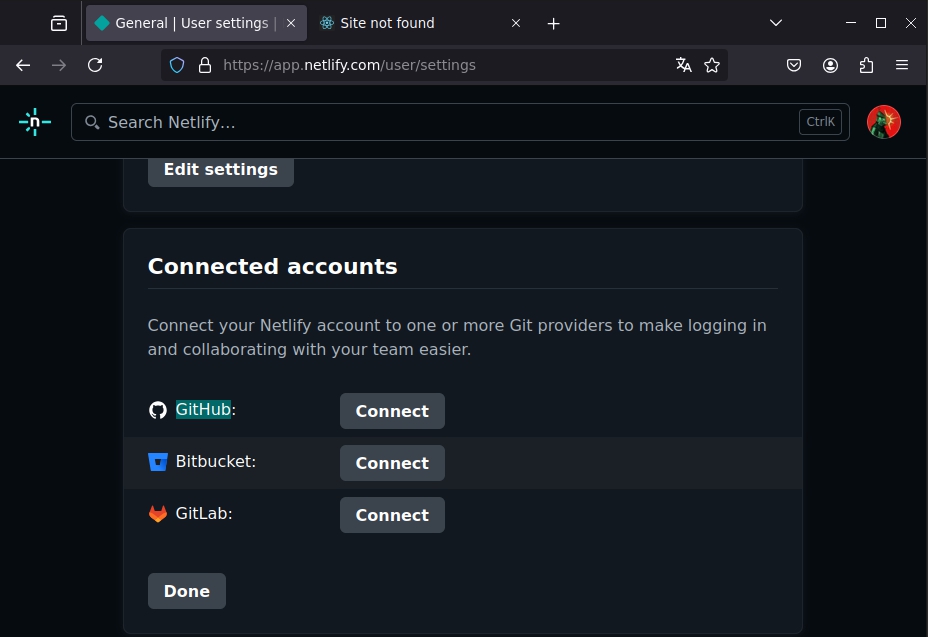 General | User settings |
Site not found
https://app.netlify.com/user/settings
n
Search Netlify...
CtrlK
Edit settings
Connected accounts
Connect your Netlify account to one or more Git providers to make logging in
and collaborating with your team easier.
GitHub: Connect
Bitbucket: Connect
GitLab: Connect
Done